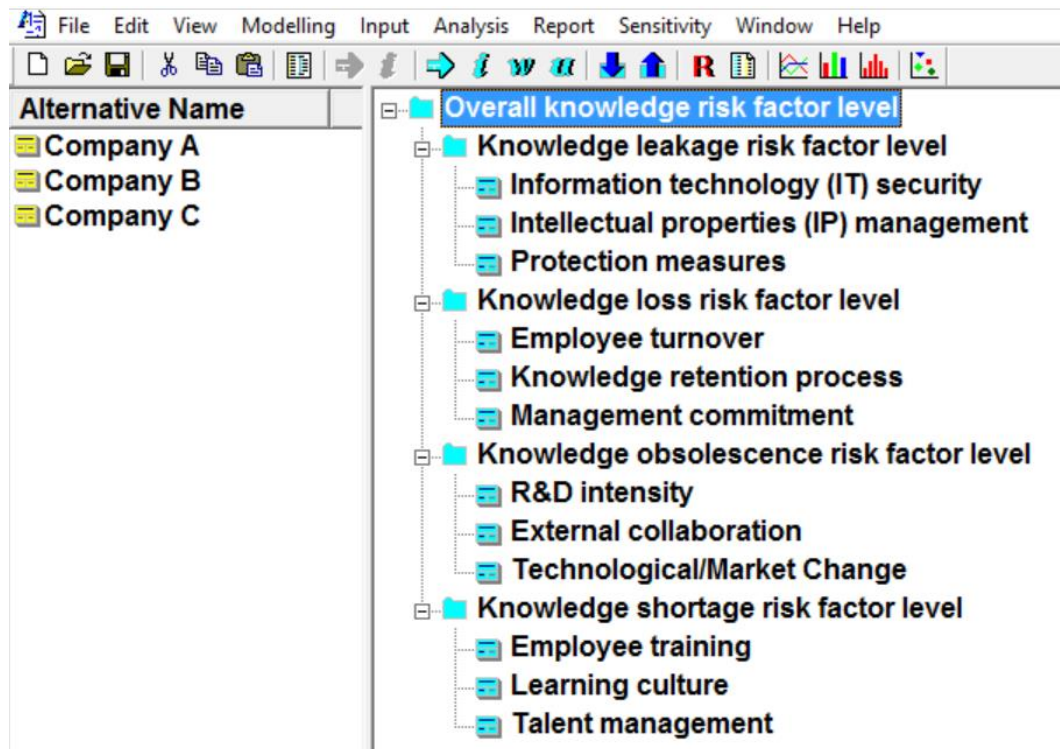 File Edit View Modelling Input Analysis Report Sensitivity Window Help
i i w a R
Alternative Name
Company A
Company B
Company C
Overall knowledge risk factor level
Knowledge leakage risk factor level
Information technology (IT) security
Intellectual properties (IP) management
Protection measures
Knowledge loss risk factor level
Employee turnover
Knowledge retention process
Management commitment
Knowledge obsolescence risk factor level
R&D intensity
External collaboration
Technological/Market Change
Knowledge shortage risk factor level
Employee training
Learning culture
Talent management